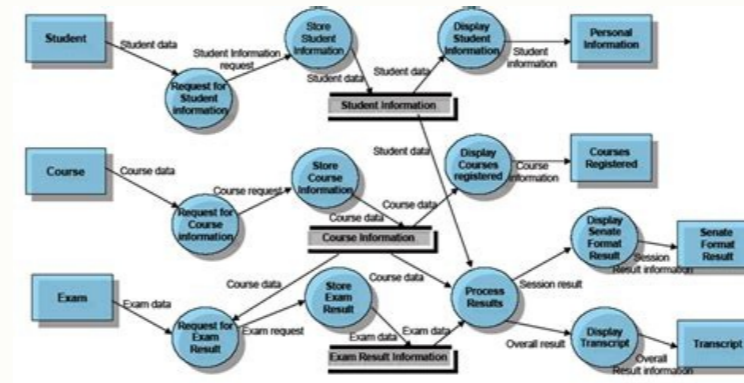 Student
Student data
Request for
Student
information
Student Information
request
Store
Student
Information
Student data
Student Information
Student data
Display
Student
Information
Student
information
Personal
Information
Student data
Course
Course data
Request for
Course
information
Course request
Store
Course
Information
Course data
Course Information
Course data
Display
Courses
registered
Course
information
Courses
Registered
Course data
Course data
Exam
Exam data
Request for
Exam
Result
Exam request
Store
Exam
Result
Exam data
Exam Result Information
Exam data
Process
Results
Session result
Display
Senate
Format
Result
Session
Result information
Senate
Format
Result
Overall result
Display
Transcript
Overall
Result information
Transcript